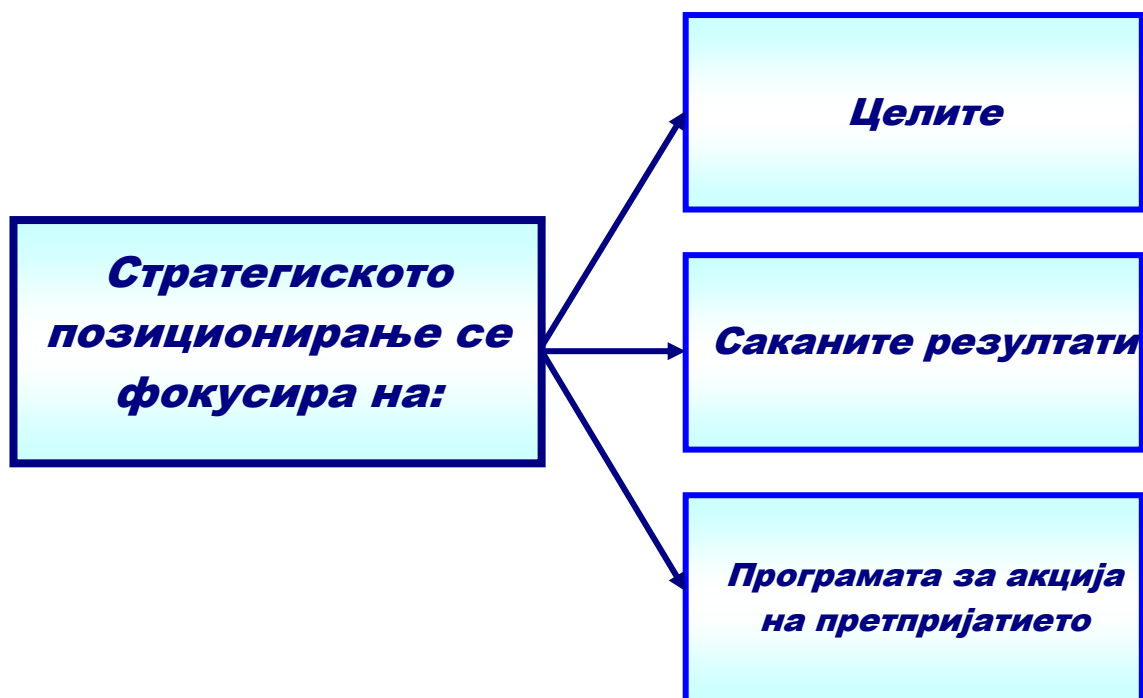 Стратегиското
позиционирање се
фокусира на:
Целите
Саканите резултати
Програмата за акција
на претпријатието